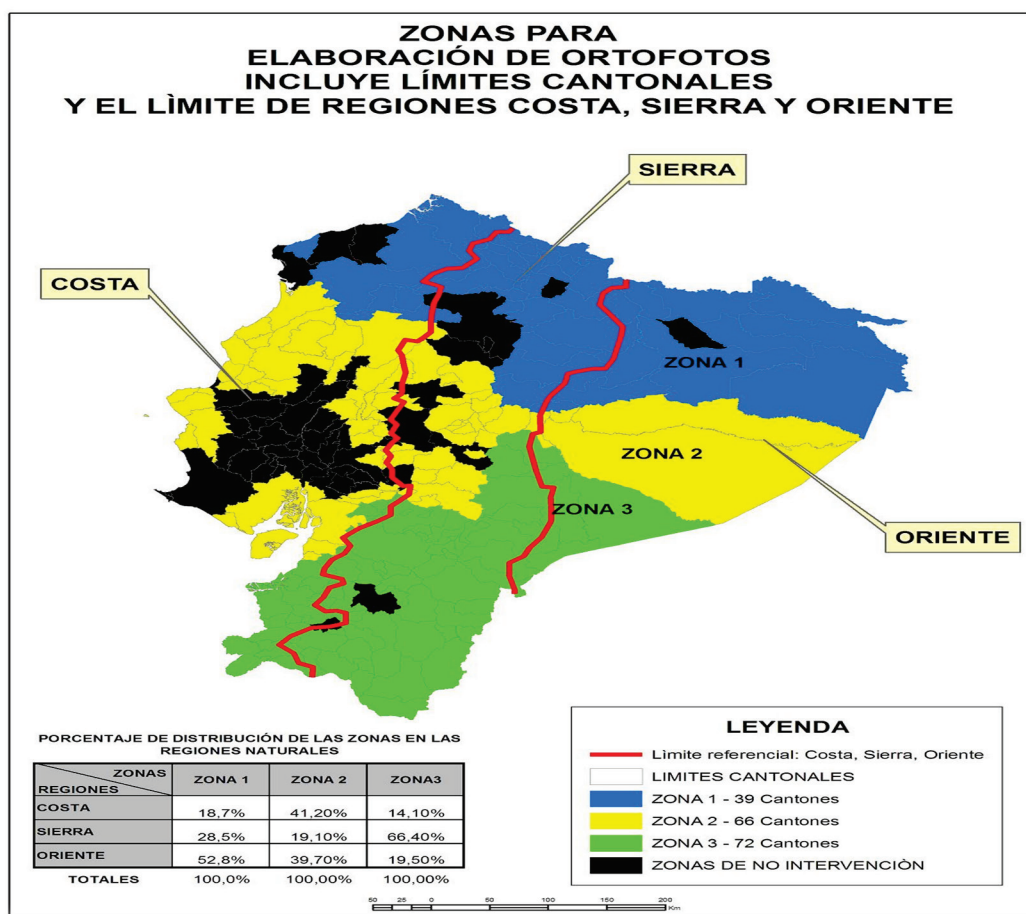 ZONAS PARA
ELABORACIÓN DE ORTOFOTOS
INCLUYE LÍMITES CANTONALES
Y EL LÌMITE DE REGIONES COSTA, SIERRA Y ORIENTE
SIERRA
COSTA
ZONA 1
ZONA 2
ZONA 3
ORIENTE
PORCENTAJE DE DISTRIBUCIÓN DE LAS ZONAS EN LAS
REGIONES NATURALES
ZONAS
REGIONES
ZONA 1 ZONA 2 ZONA3
COSTA 18,7% 41,20% 14,10%
SIERRA 28,5% 19,10% 66,40%
ORIENTE 52,8% 39,70% 19,50%
TOTALES 100,0% 100,00% 100,00%
LEYENDA
Lìmite referencial: Costa, Sierra, Oriente
LIMITES CANTONALES
ZONA 1 - 39 Cantones
ZONA 2 - 66 Cantones
ZONA 3 - 72 Cantones
ZONAS DE NO INTERVENCIÒN
50 25 0 50 100 150 200
Km